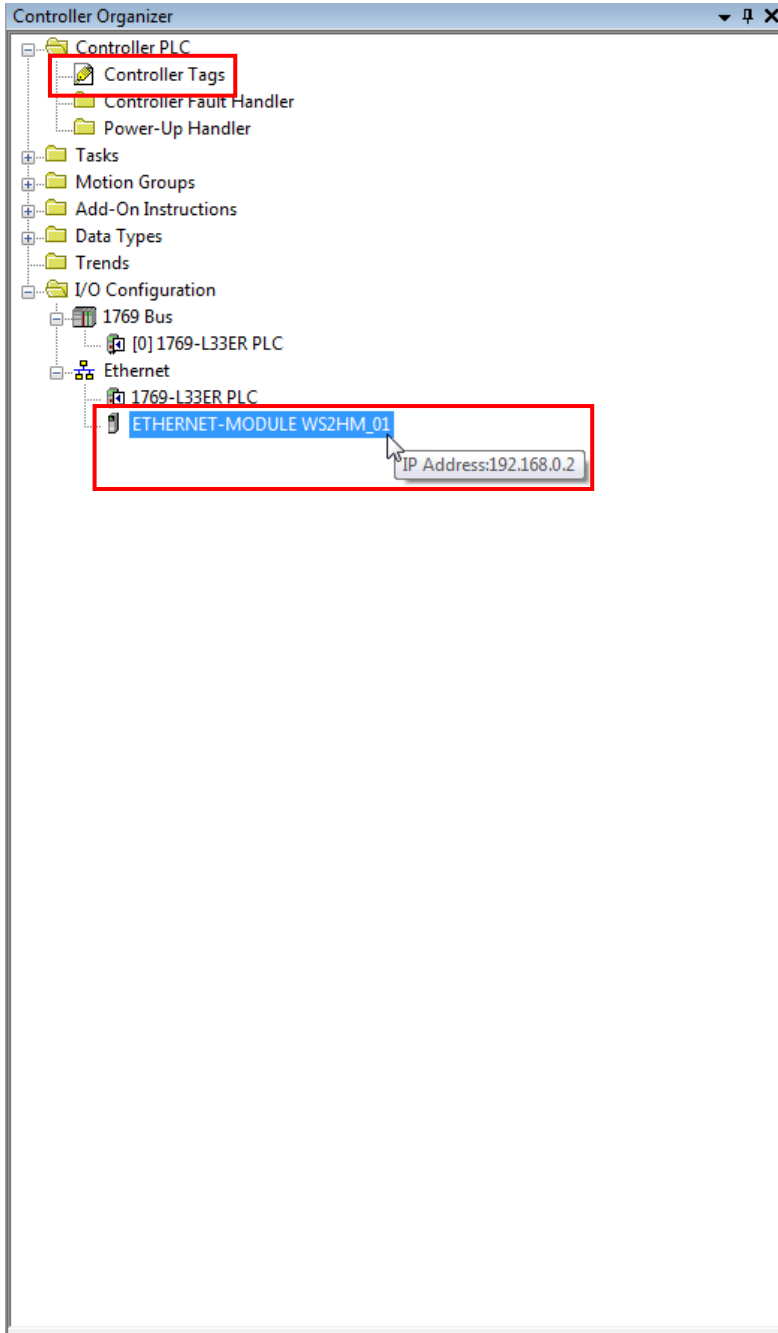 Controller Organizer
Controller PLC
Controller Tags
Controller Fault Handler
Power-Up Handler
Tasks
Motion Groups
Add-On Instructions
Data Types
Trends
I/O Configuration
1769 Bus
[0] 1769-L33ER PLC
Ethernet
1769-L33ER PLC
ETHERNET-MODULE WS2HM_01
IP Address:192.168.0.2